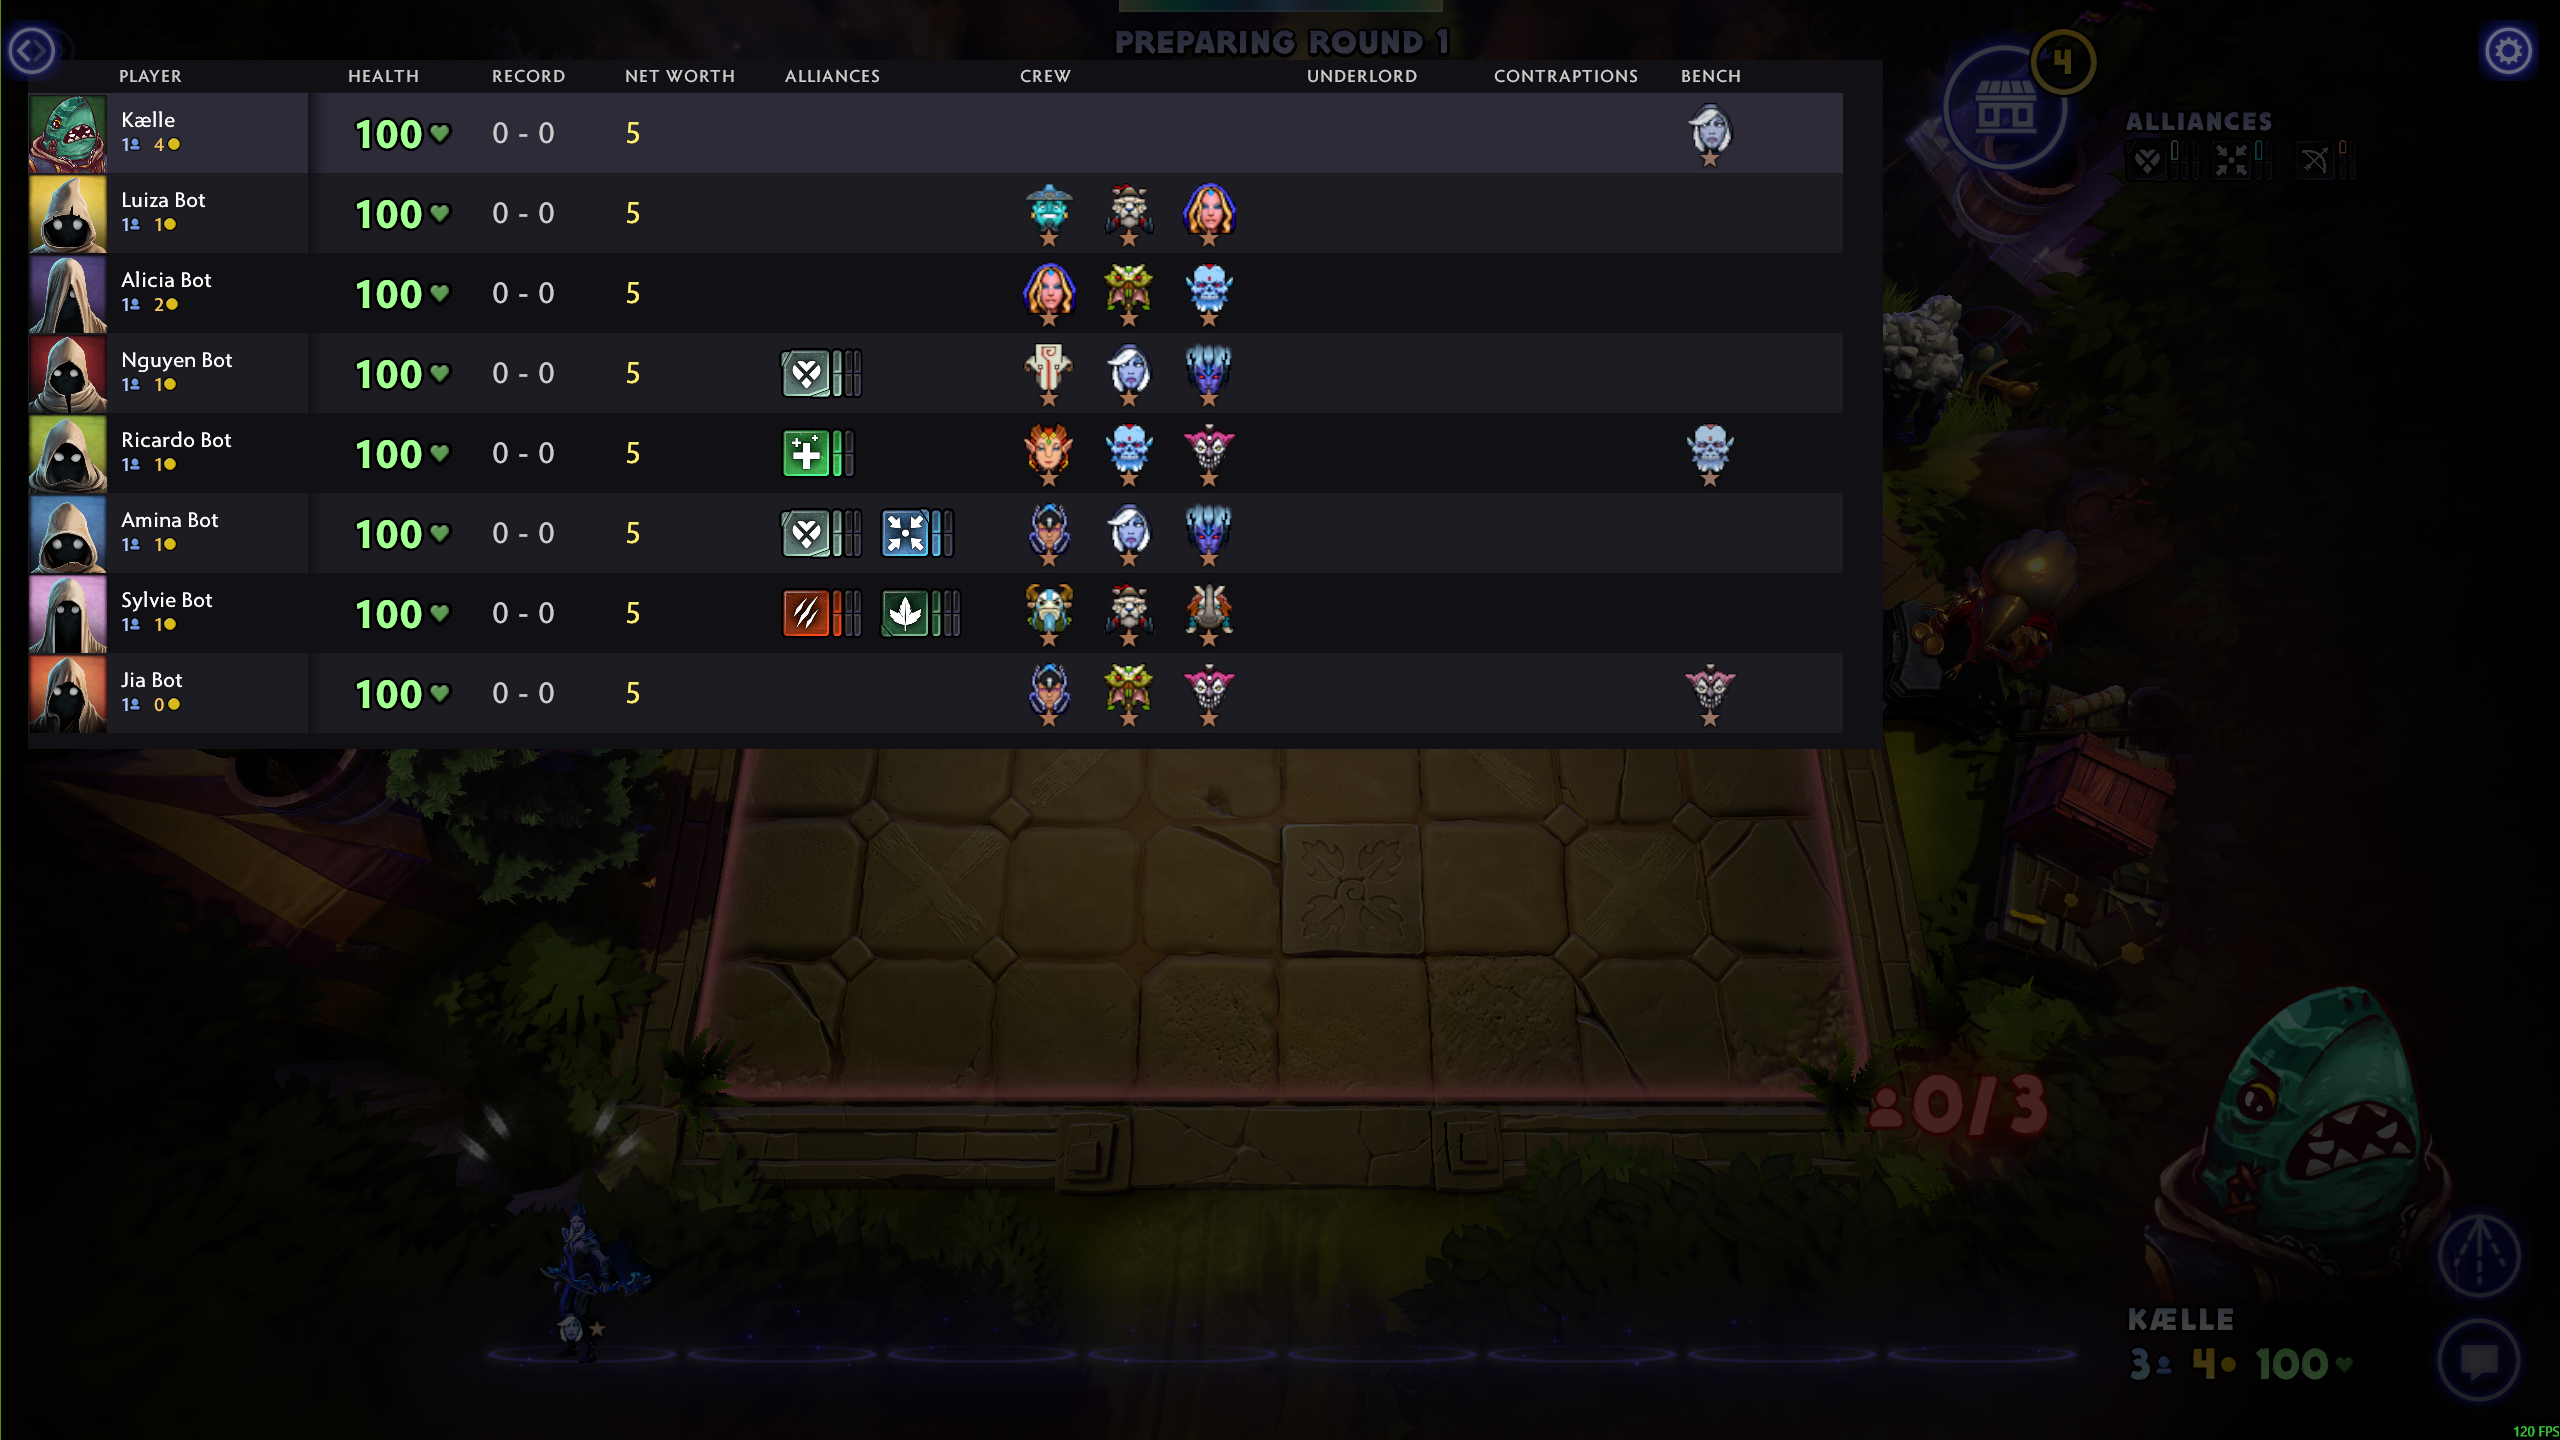 PREPARING ROUND 1
4
PLAYER HEALTH RECORD NET WORTH ALLIANCES CREW UNDERLORD CONTRAPTIONS BENCH
ALLIANCES
Kælle
1 4
100 0 - 0 5
Luiza Bot
1 1
100 0 - 0 5
Alicia Bot
1 2
100 0 - 0 5
Nguyen Bot
1 1
100 0 - 0 5
Ricardo Bot
1 1
100 0 - 0 5
Amina Bot
1 1
100 0 - 0 5
Sylvie Bot
1 1
100 0 - 0 5
Jia Bot
1 0
100 0 - 0 5
0/3
KÆLLE
3 4 100
120 FPS